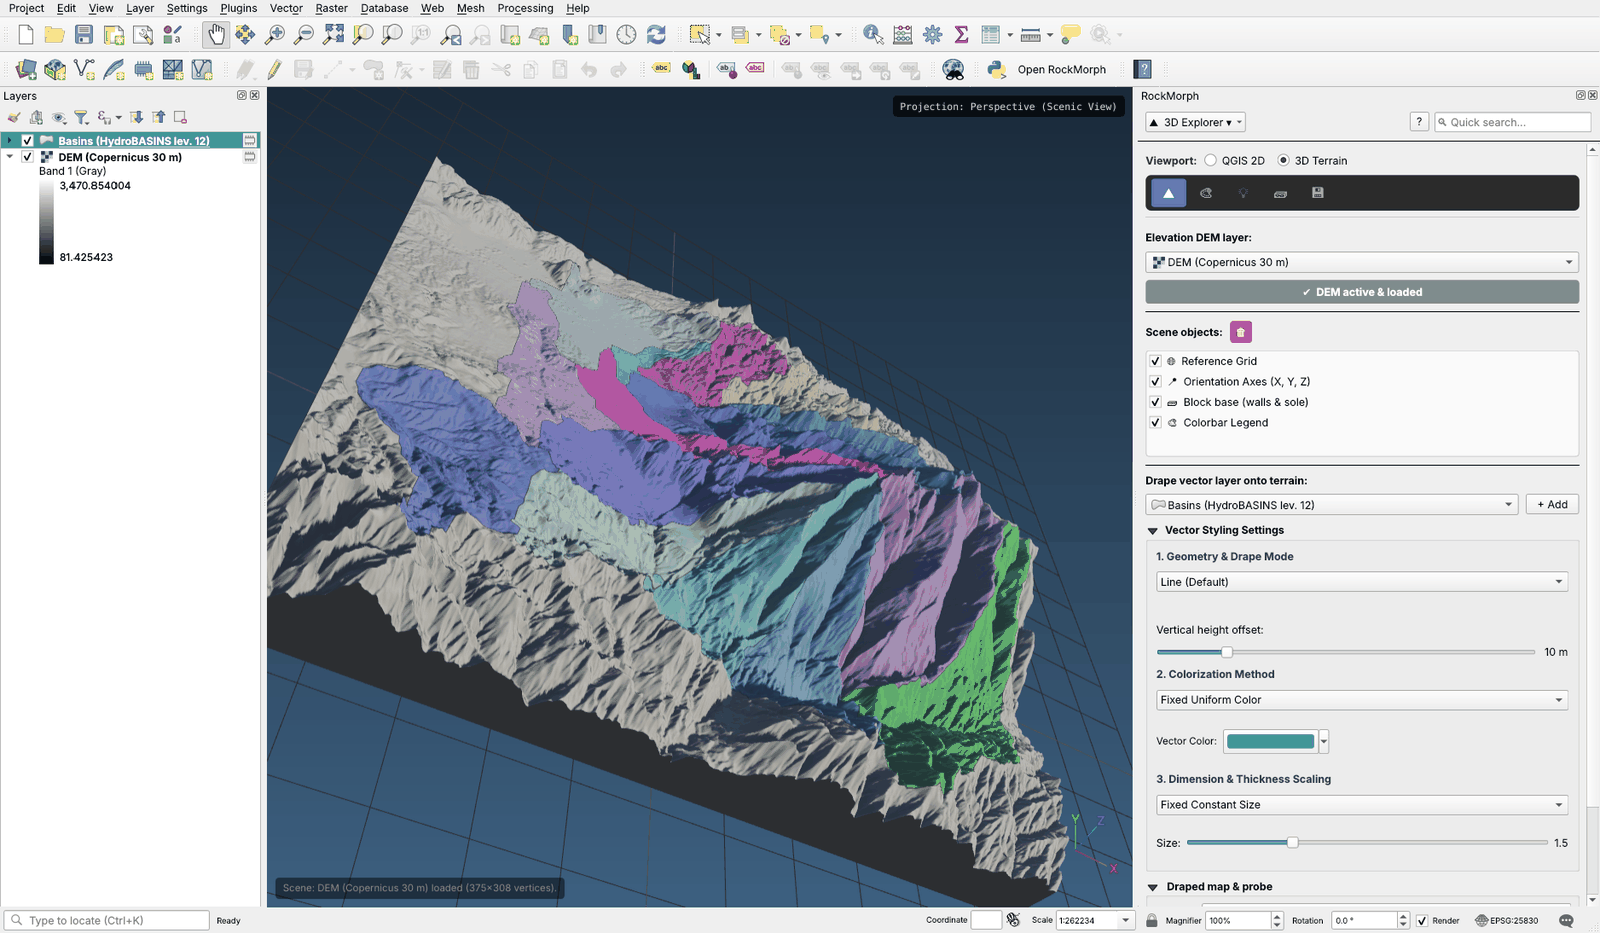 Project Edit View Layer Settings Plugins Vector Raster Database Web Mesh Processing Help
abc abc abc
Open RockMorph
Layers
Basins (HydroBASINS lev. 12)
DEM (Copernicus 30 m)
Band 1 (Gray)
3,470.854004
81.425423
Projection: Perspective (Scenic View)
Y
Z
X
Scene: DEM (Copernicus 30 m) loaded (375×308 vertices).
RockMorph
▲ 3D Explorer ▾
?
Quick search...
Viewport: QGIS 2D 3D Terrain
Elevation DEM layer:
DEM (Copernicus 30 m)
✓ DEM active & loaded
Scene objects:
Reference Grid
Orientation Axes (X, Y, Z)
Block base (walls & sole)
Colorbar Legend
Drape vector layer onto terrain:
Basins (HydroBASINS lev. 12)
+ Add
Vector Styling Settings
1. Geometry & Drape Mode
Line (Default)
Vertical height offset:
10 m
2. Colorization Method
Fixed Uniform Color
Vector Color:
3. Dimension & Thickness Scaling
Fixed Constant Size
Size: 1.5
Draped map & probe
Type to locate (Ctrl+K)
Ready
Coordinate
Scale 1:262234
Magnifier 100%
Rotation 0.0 °
Render
EPSG:25830